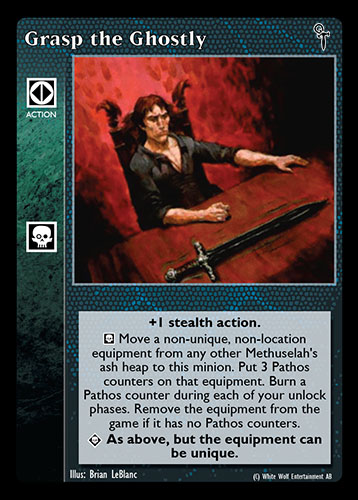 Grasp the Ghostly
ACTION
+1 stealth action.
Move a non-unique, non-location
equipment from any other Methuselah's
ash heap to this minion. Put 3 Pathos
counters on that equipment. Burn a
Pathos counter during each of your unlock
phases. Remove the equipment from the
game if it has no Pathos counters.
As above, but the equipment can
be unique.
Illus: Brian LeBlanc
(C) White Wolf Entertainment AB